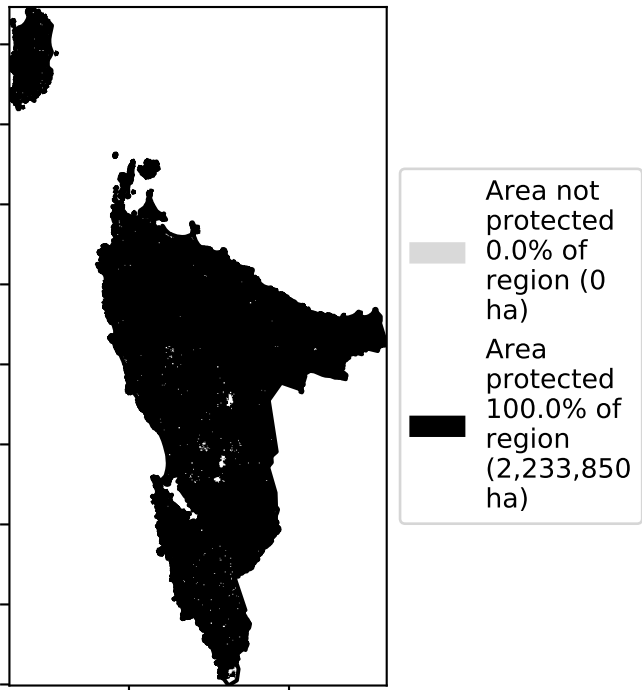 Area not
protected
0.0% of
region (0
ha)
Area
protected
100.0% of
region
(2,233,850
ha)